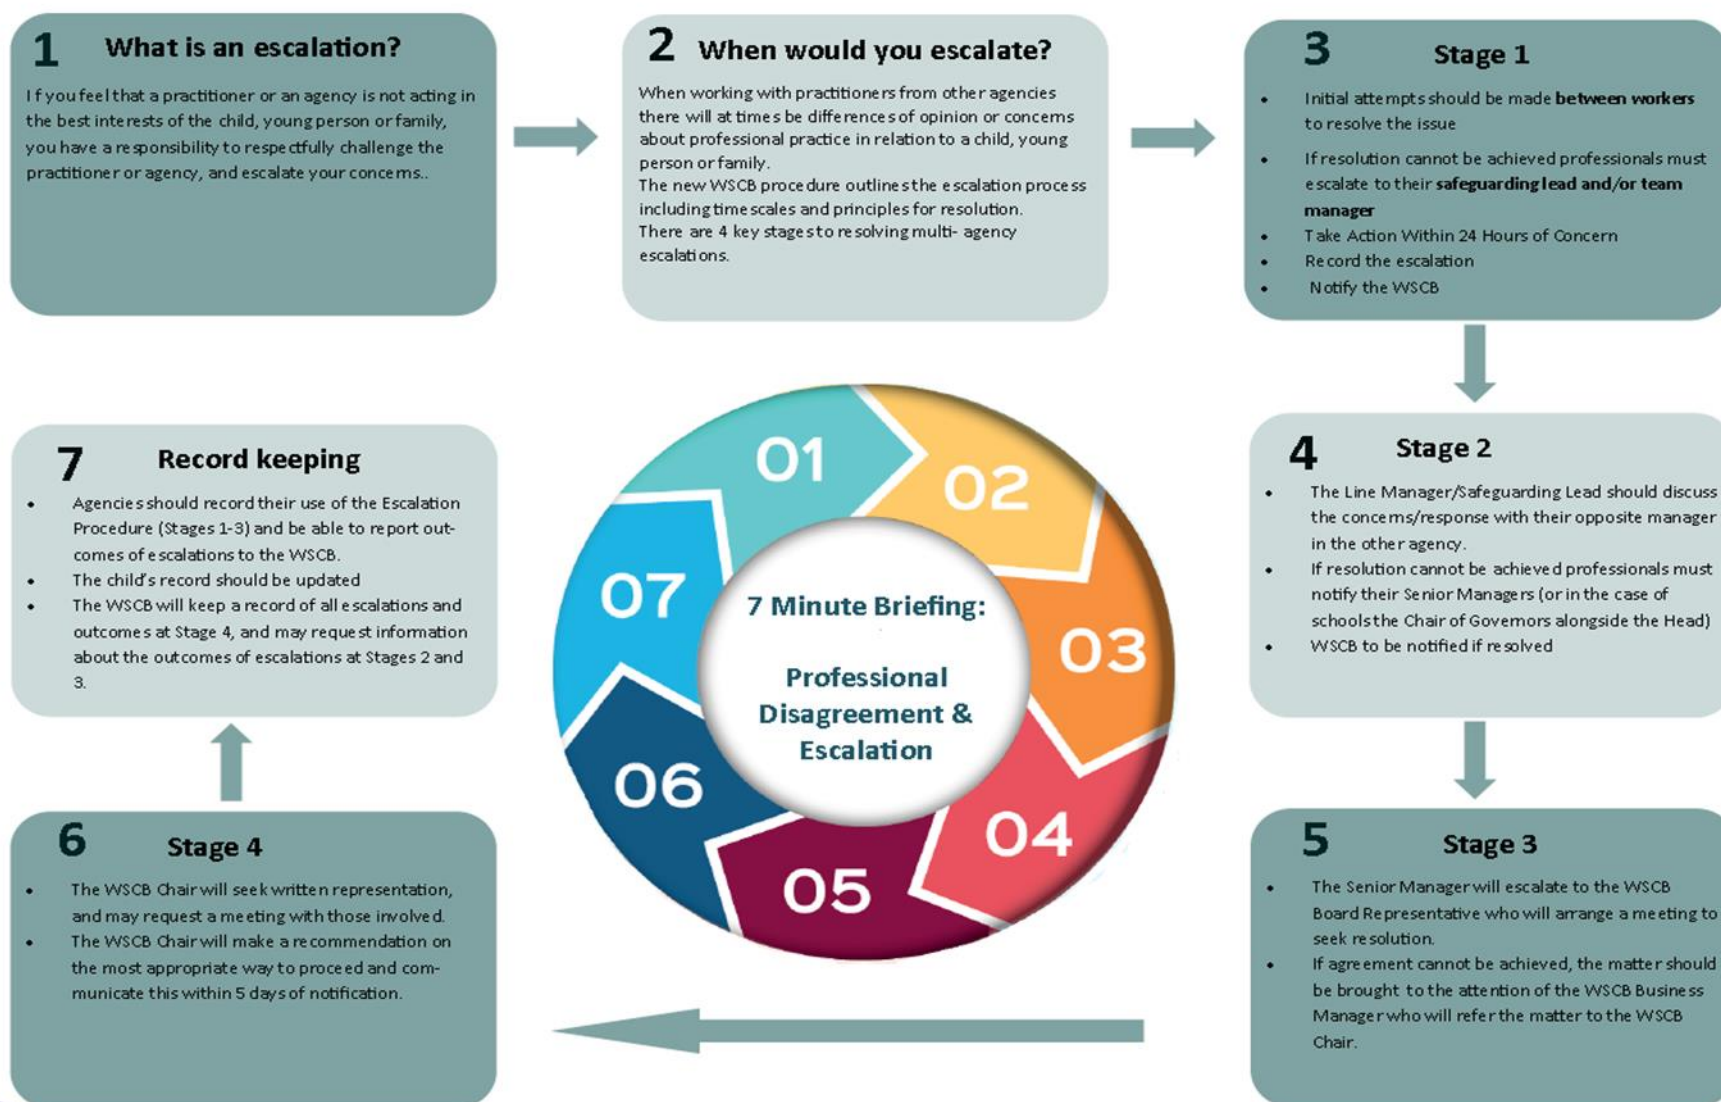 1 What is an escalation?
If you feel that a practitioner or an agency is not acting in
the best interests of the child, young person or family,
you have a responsibility to respectfully challenge the
practitioner or agency, and escalate your concerns..
2 When would you escalate?
When working with practitioners from other agencies
there will at times be differences of opinion or concerns
about professional practice in relation to a child, young
person or family.
The new WSCB procedure outlines the escalation process
including timescales and principles for resolution.
There are 4 key stages to resolving multi- agency
escalations.
3 Stage 1
• Initial attempts should be made between workers
to resolve the issue
• If resolution cannot be achieved professionals must
escalate to their safeguarding lead and/or team
manager
• Take Action Within 24 Hours of Concern
• Record the escalation
• Notify the WSCB
4 Stage 2
• The Line Manager/Safeguarding Lead should discuss
the concerns/response with their opposite manager
in the other agency.
• If resolution cannot be achieved professionals must
notify their Senior Managers (or in the case of
schools the Chair of Governors alongside the Head)
• WSCB to be notified if resolved
5 Stage 3
• The Senior Manager will escalate to the WSCB
Board Representative who will arrange a meeting to
seek resolution.
• If agreement cannot be achieved, the matter should
be brought to the attention of the WSCB Business
Manager who will refer the matter to the WSCB
Chair.
6 Stage 4
• The WSCB Chair will seek written representation,
and may request a meeting with those involved.
• The WSCB Chair will make a recommendation on
the most appropriate way to proceed and com-
municate this within 5 days of notification.
7 Record keeping
• Agencies should record their use of the Escalation
Procedure (Stages 1-3) and be able to report out-
comes of escalations to the WSCB.
• The child's record should be updated
• The WSCB will keep a record of all escalations and
outcomes at Stage 4, and may request information
about the outcomes of escalations at Stages 2 and
3.
01
02
03
04
05
06
07
7 Minute Briefing:
Professional
Disagreement &
Escalation